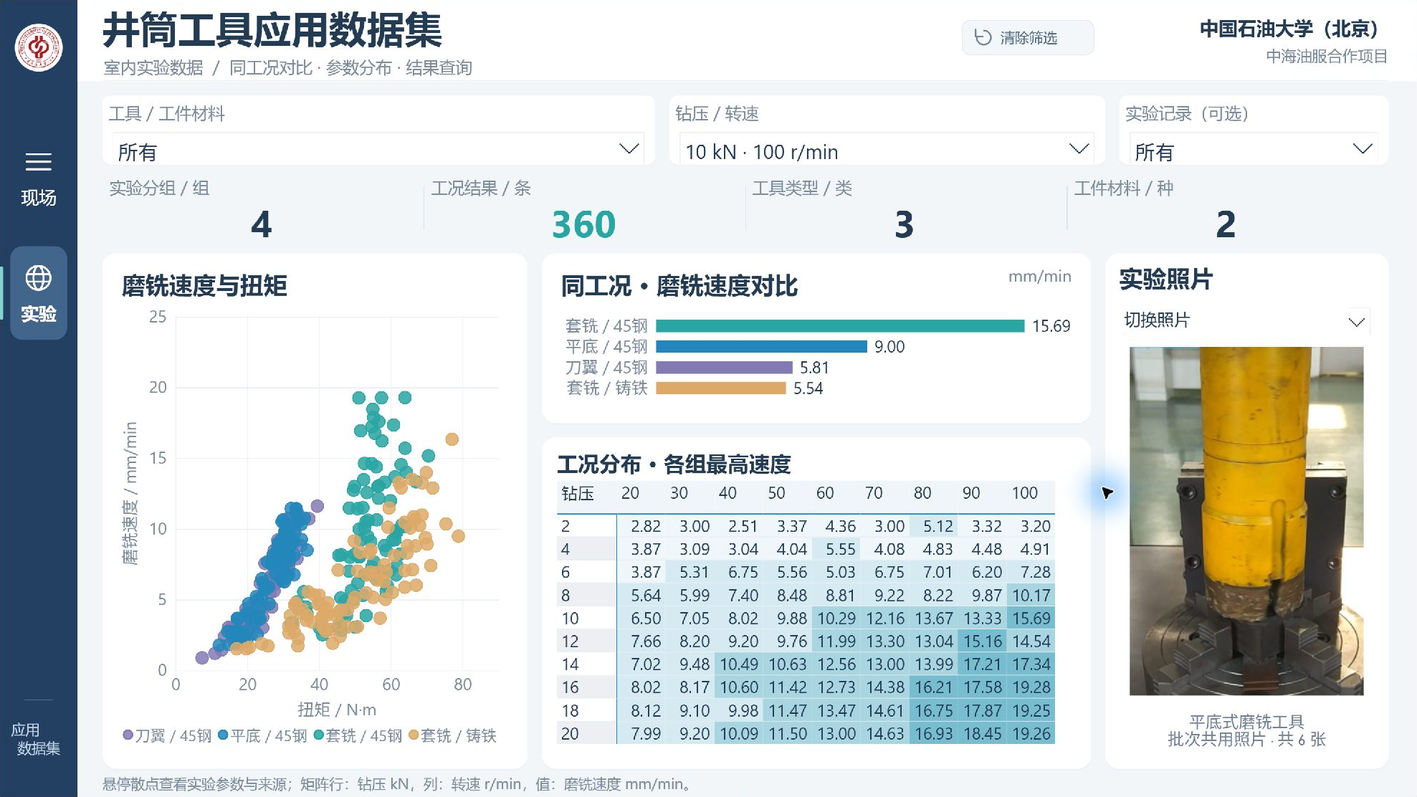 井筒工具应用数据集
室内实验数据 / 同工况对比 · 参数分布 · 结果查询
清除筛选
中国石油大学（北京）
中海油服合作项目
现场
实验
应用
数据集
工具 / 工件材料
所有
钻压 / 转速
10 kN · 100 r/min
实验记录（可选）
所有
实验分组 / 组
4
工况结果 / 条
360
工具类型 / 类
3
工件材料 / 种
2
磨铣速度与扭矩
25
20
15
10
5
0
磨铣速度 / mm/min
0 20 40 60 80
扭矩 / N·m
刀翼 / 45钢 平底 / 45钢 套铣 / 45钢 套铣 / 铸铁
同工况 • 磨铣速度对比
mm/min
套铣 / 45钢 15.69
平底 / 45钢 9.00
刀翼 / 45钢 5.81
套铣 / 铸铁 5.54
工况分布 • 各组最高速度
钻压 20 30 40 50 60 70 80 90 100
2 2.82 3.00 2.51 3.37 4.36 3.00 5.12 3.32 3.20
4 3.87 3.09 3.04 4.04 5.55 4.08 4.83 4.48 4.91
6 3.87 5.31 6.75 5.56 5.03 6.75 7.01 6.20 7.28
8 5.64 5.99 7.40 8.48 8.81 9.22 8.22 9.87 10.17
10 6.50 7.05 8.02 9.88 10.29 12.16 13.67 13.33 15.69
12 7.66 8.20 9.20 9.76 11.99 13.30 13.04 15.16 14.54
14 7.02 9.48 10.49 10.63 12.56 13.00 13.99 17.21 17.34
16 8.02 8.17 10.60 11.42 12.73 14.38 16.21 17.58 19.28
18 8.12 9.10 9.98 11.47 13.47 14.61 16.75 17.87 19.25
20 7.99 9.20 10.09 11.50 13.00 14.63 16.93 18.45 19.26
实验照片
切换照片
平底式磨铣工具
批次共用照片 · 共 6 张
悬停散点查看实验参数与来源；矩阵行：钻压 kN，列：转速 r/min，值：磨铣速度 mm/min。